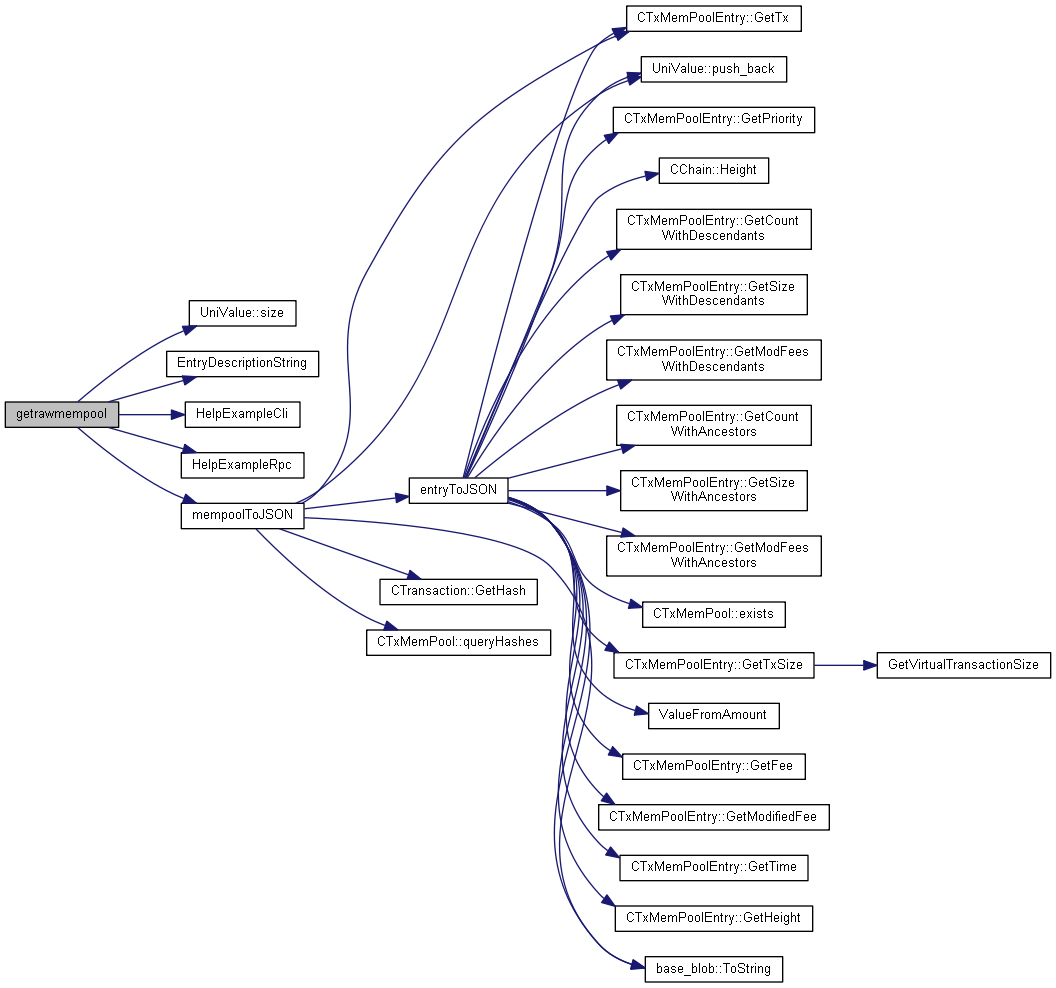 getrawmempool
UniValue::size
EntryDescriptionString
HelpExampleCli
HelpExampleRpc
mempoolToJSON
entryToJSON
CTransaction::GetHash
CTxMemPool::queryHashes
CTxMemPoolEntry::GetTx
UniValue::push_back
CTxMemPoolEntry::GetPriority
CChain::Height
CTxMemPoolEntry::GetCount
WithDescendants
CTxMemPoolEntry::GetSize
WithDescendants
CTxMemPoolEntry::GetModFees
WithDescendants
CTxMemPoolEntry::GetCount
WithAncestors
CTxMemPoolEntry::GetSize
WithAncestors
CTxMemPoolEntry::GetModFees
WithAncestors
CTxMemPool::exists
CTxMemPoolEntry::GetTxSize
GetVirtualTransactionSize
ValueFromAmount
CTxMemPoolEntry::GetFee
CTxMemPoolEntry::GetModifiedFee
CTxMemPoolEntry::GetTime
CTxMemPoolEntry::GetHeight
base_blob::ToString